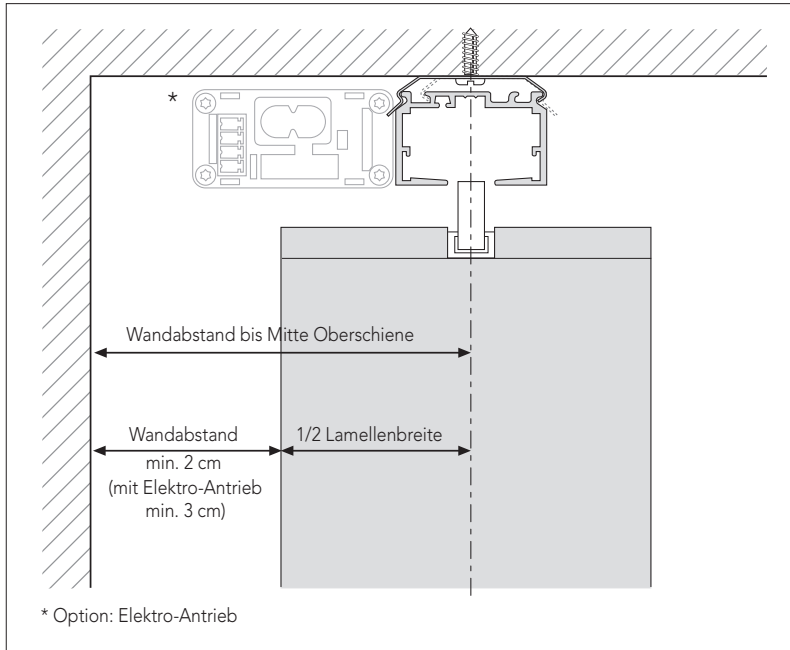 *
Wandabstand bis Mitte Oberschiene
Wandabstand
min. 2 cm
(mit Elektro-Antrieb
min. 3 cm)
1/2 Lamellenbreite
* Option: Elektro-Antrieb